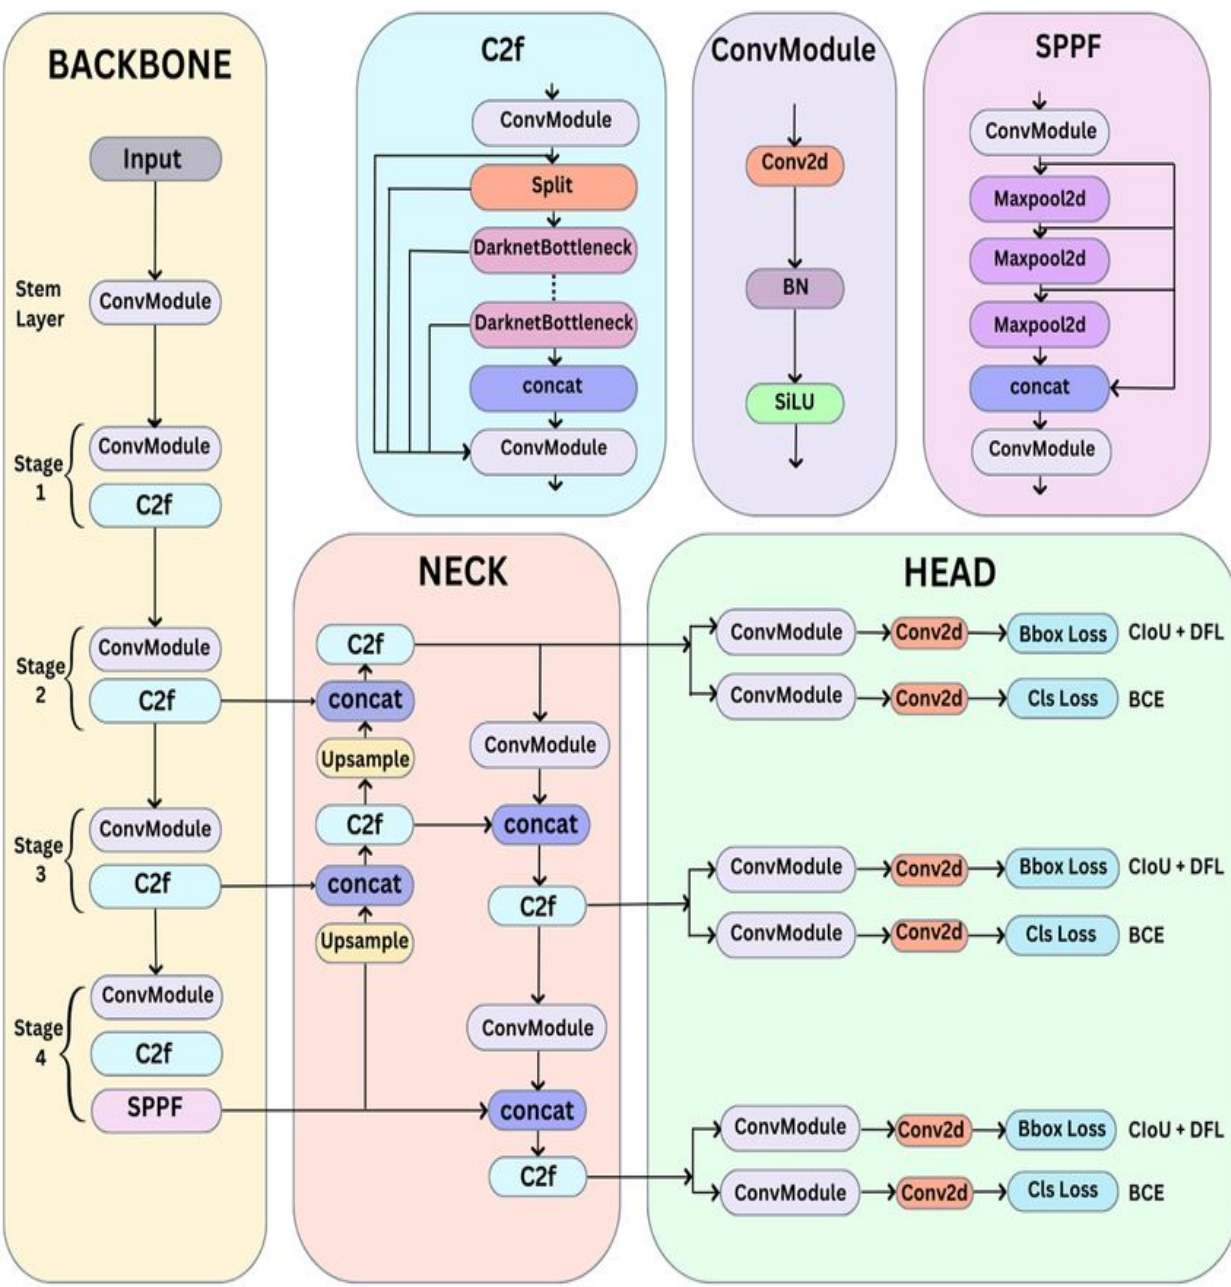 BACKBONE
Input
Stem
Layer
ConvModule
Stage
1
ConvModule
C2f
Stage
2
ConvModule
C2f
Stage
3
ConvModule
C2f
Stage
4
ConvModule
C2f
SPPF
C2f
ConvModule
Split
DarknetBottleneck
DarknetBottleneck
concat
ConvModule
ConvModule
Conv2d
BN
SiLU
SPPF
ConvModule
Maxpool2d
Maxpool2d
Maxpool2d
concat
ConvModule
NECK
C2f
concat
Upsample
C2f
concat
Upsample
ConvModule
concat
C2f
ConvModule
concat
C2f
HEAD
ConvModule Conv2d Bbox Loss CIoU + DFL
ConvModule Conv2d Cls Loss BCE
ConvModule Conv2d Bbox Loss CIoU + DFL
ConvModule Conv2d Cls Loss BCE
ConvModule Conv2d Bbox Loss CIoU + DFL
ConvModule Conv2d Cls Loss BCE